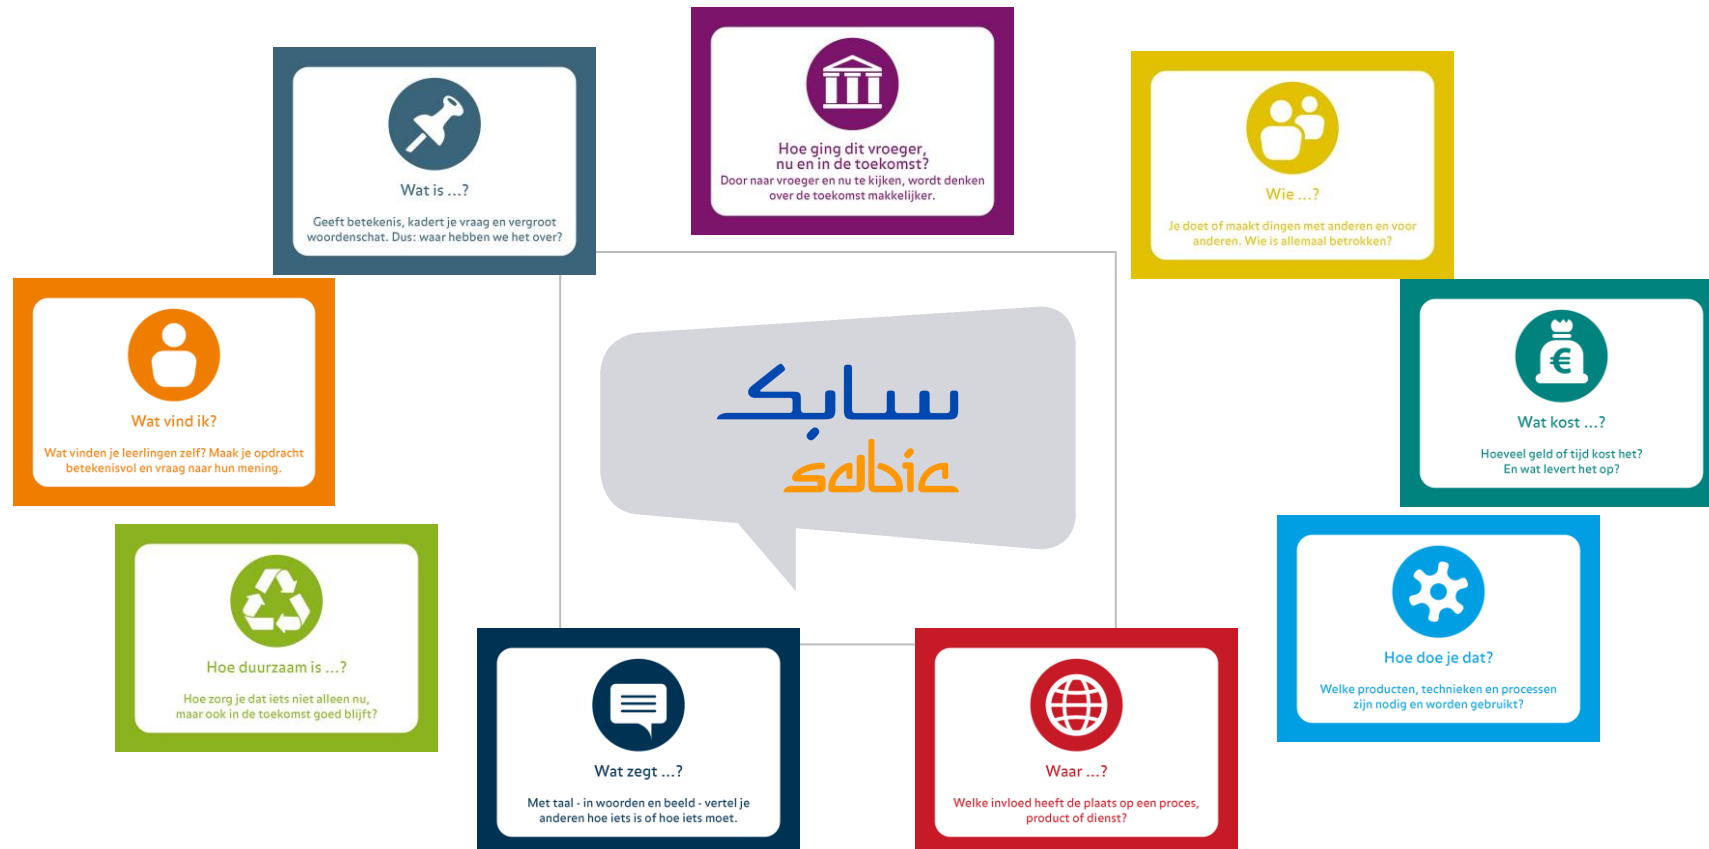 Hoe ging dit vroeger,
nu en in de toekomst?
Door naar vroeger en nu te kijken, wordt denken
over de toekomst makkelijker.
Wat is ...?
Geeft betekenis, kadert je vraag en vergroot
woordenschat. Dus: waar hebben we het over?
Wie ...?
Je doet of maakt dingen met anderen en voor
anderen. Wie is allemaal betrokken?
Wat vind ik?
Wat vinden je leerlingen zelf? Maak je opdracht
betekenisvol en vraag naar hun mening.
سابك
sabic
€
Wat kost ...?
Hoeveel geld of tijd kost het?
En wat levert het op?
Hoe duurzaam is ...?
Hoe zorg je dat iets niet alleen nu,
maar ook in de toekomst goed blijft?
Hoe doe je dat?
Welke producten, technieken en processen
zijn nodig en worden gebruikt?
Wat zegt ...?
Met taal - in woorden en beeld - vertel je
anderen hoe iets is of hoe iets moet.
Waar ...?
Welke invloed heeft de plaats op een proces,
product of dienst?